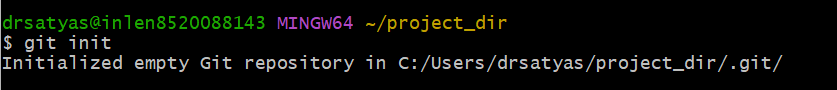 drsatyas@inlen8520088143 MINGW64 ~/project_dir
$ git init
Initialized empty Git repository in C:/Users/drsatyas/project_dir/.git/